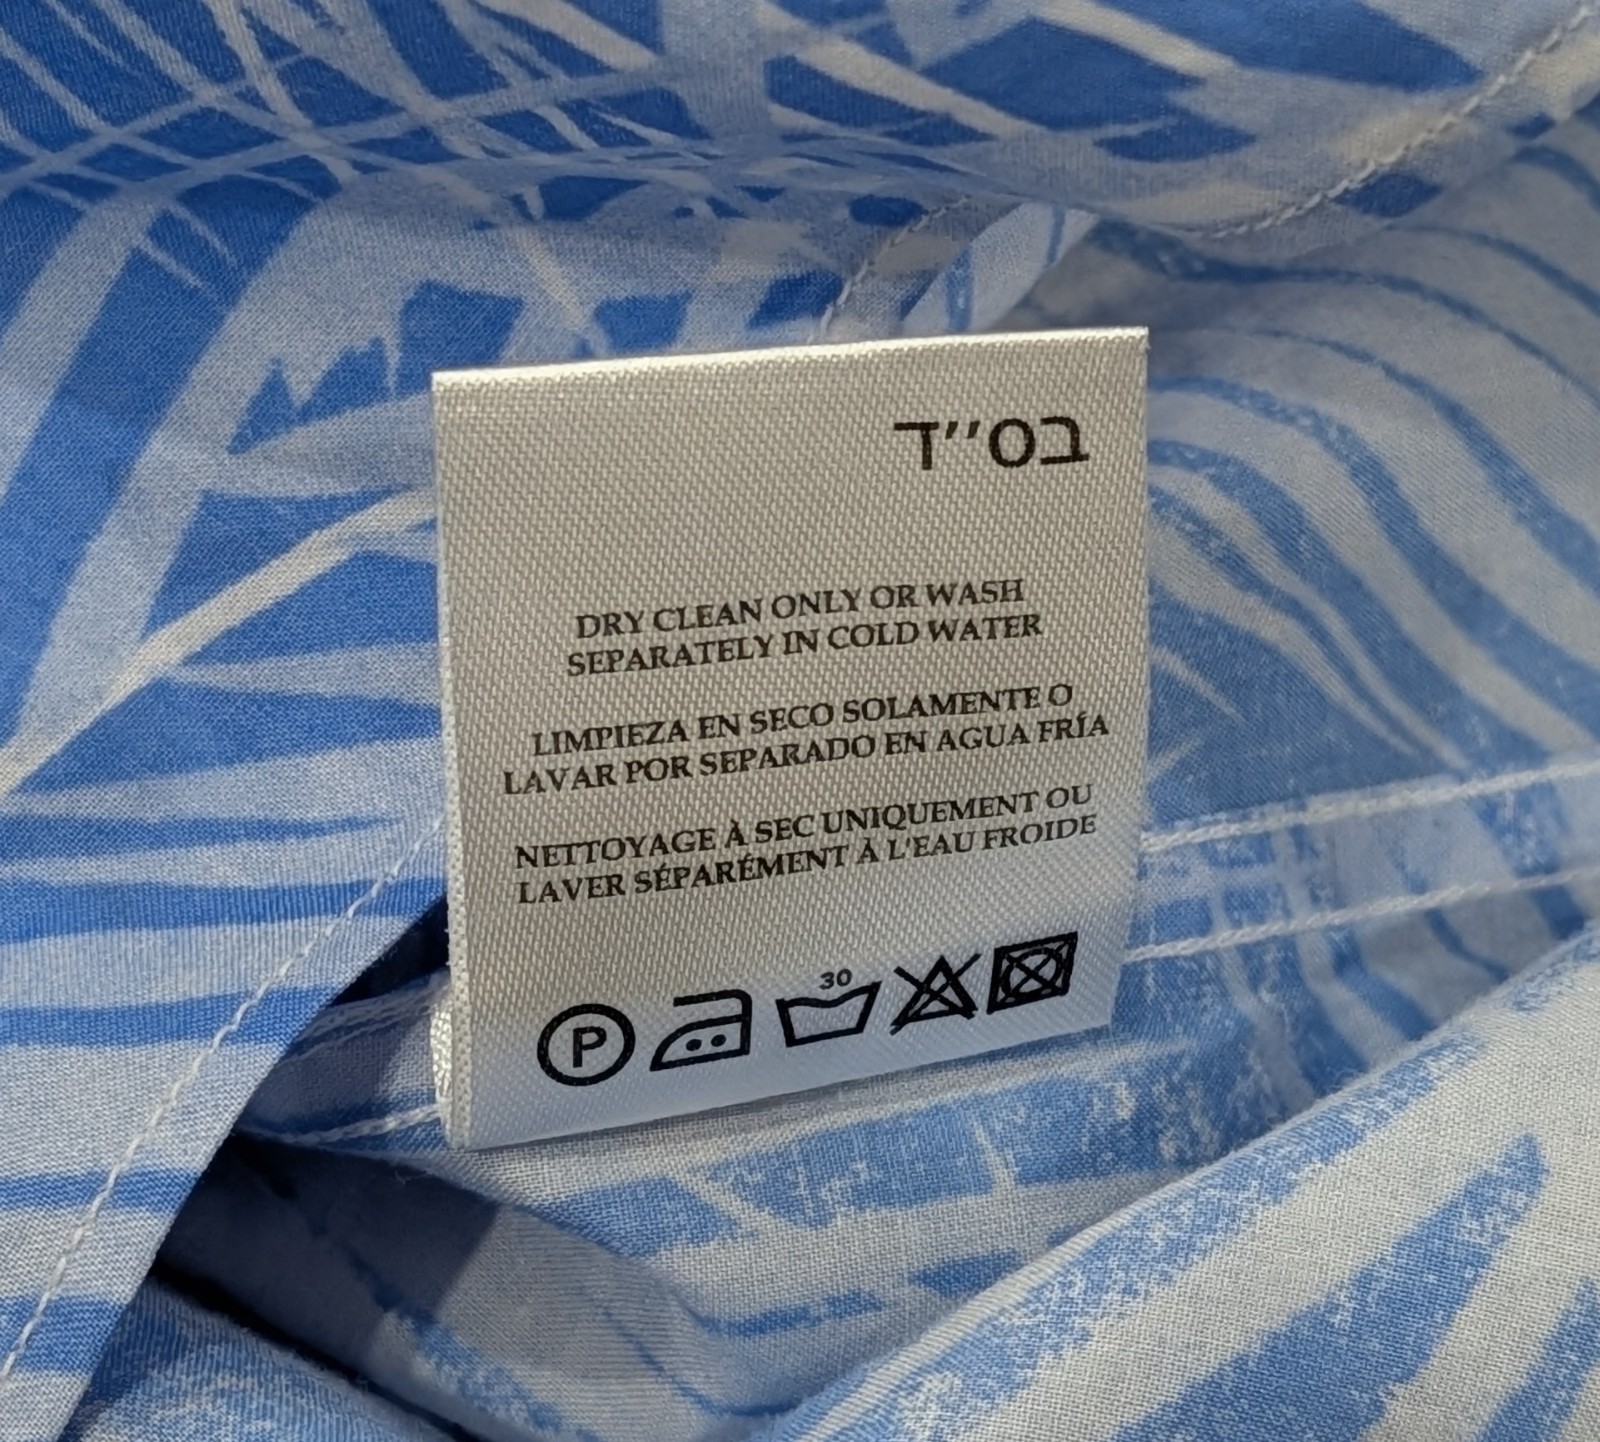 בס''ד
DRY CLEAN ONLY OR WASH
SEPARATELY IN COLD WATER
LIMPIEZA EN SECO SOLAMENTE O
LAVAR POR SEPARADO EN AGUA FRÍA
NETTOYAGE À SEC UNIQUEMENT OU
LAVER SÉPARÉMENT À L'EAU FROIDE
P 30